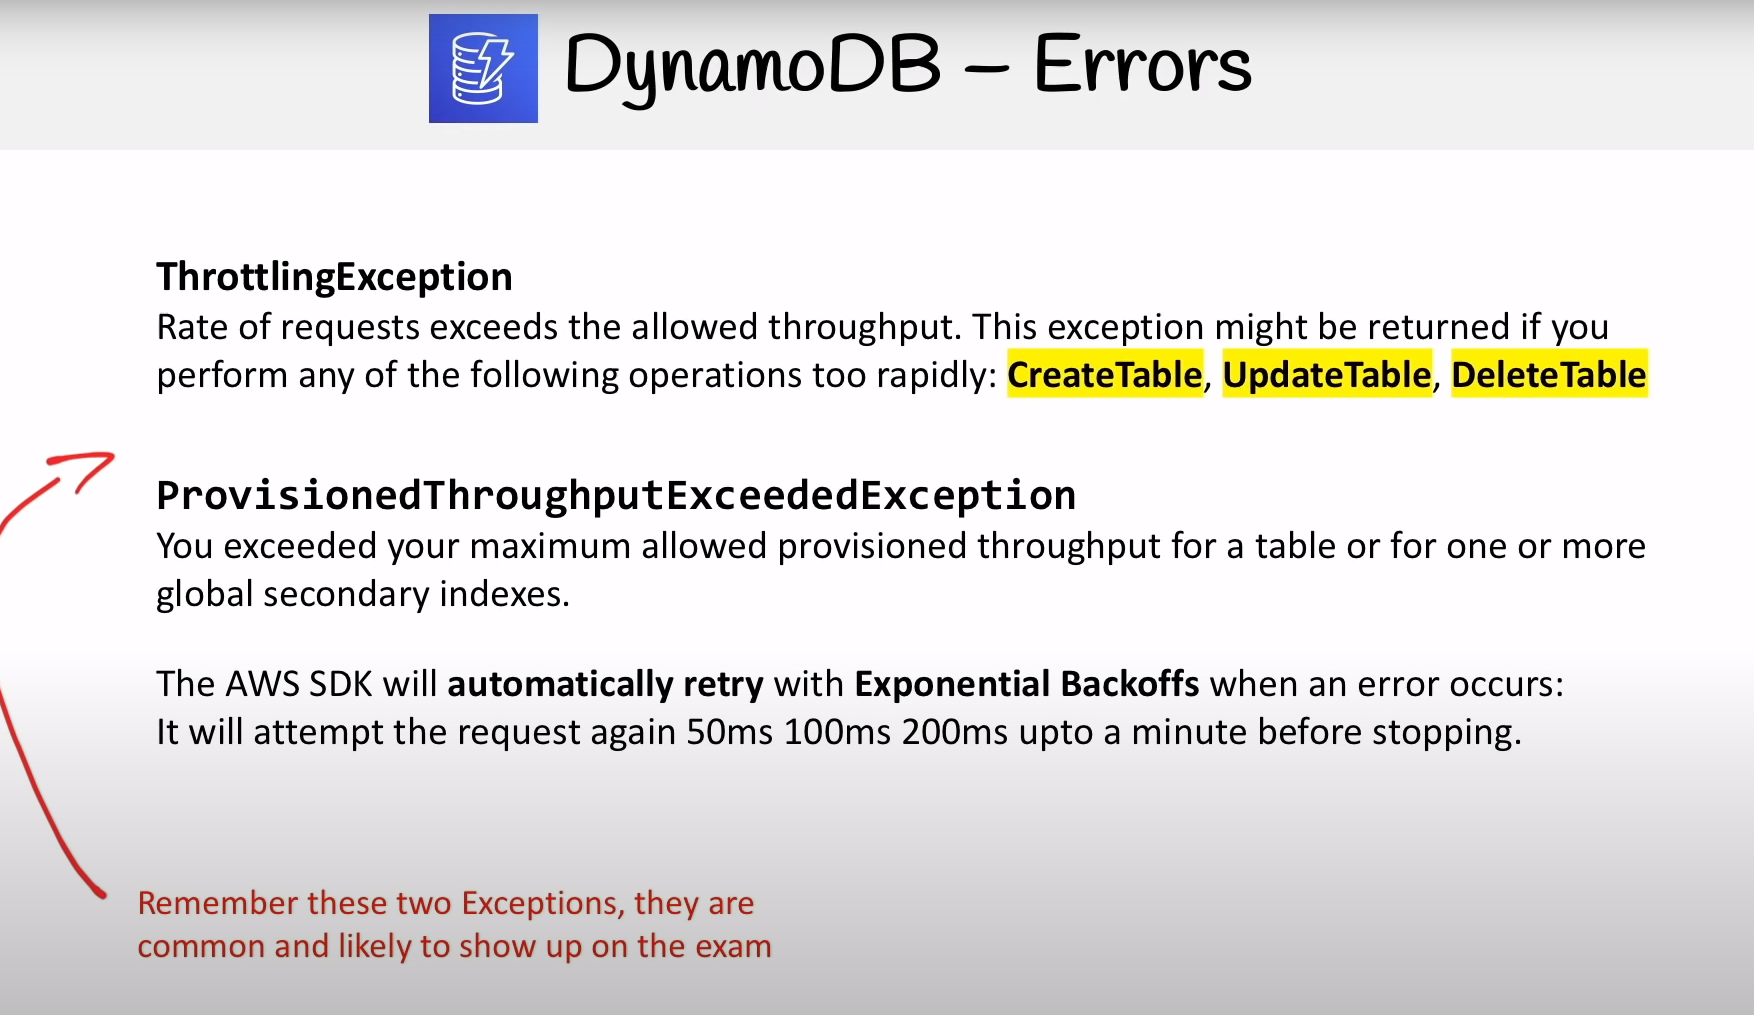 DynamoDB – Errors
ThrottlingException
Rate of requests exceeds the allowed throughput. This exception might be returned if you
perform any of the following operations too rapidly: CreateTable, UpdateTable, DeleteTable
ProvisionedThroughputExceededException
You exceeded your maximum allowed provisioned throughput for a table or for one or more
global secondary indexes.
The AWS SDK will automatically retry with Exponential Backoffs when an error occurs:
It will attempt the request again 50ms 100ms 200ms upto a minute before stopping.
Remember these two Exceptions, they are
common and likely to show up on the exam